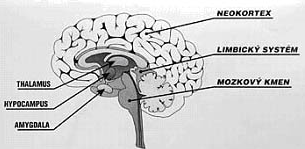 NEOKORTEX
LIMBICKÝ SYSTÉM
MOZKOVÝ KMEN
THALAMUS
HYPOCAMPUS
AMYGDALA